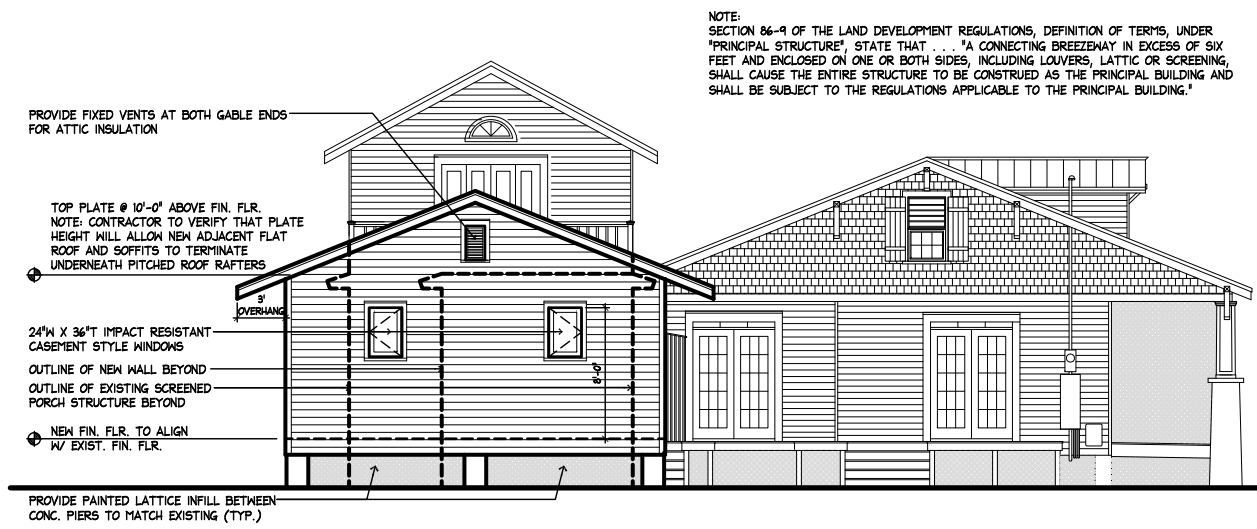 NOTE:
SECTION 86-9 OF THE LAND DEVELOPMENT REGULATIONS, DEFINITION OF TERMS, UNDER
"PRINCIPAL STRUCTURE", STATE THAT . . . "A CONNECTING BREEZEWAY IN EXCESS OF SIX
FEET AND ENCLOSED ON ONE OR BOTH SIDES, INCLUDING LOUVERS, LATTIC OR SCREENING,
SHALL CAUSE THE ENTIRE STRUCTURE TO BE CONSTRUED AS THE PRINCIPAL BUILDING AND
SHALL BE SUBJECT TO THE REGULATIONS APPLICABLE TO THE PRINCIPAL BUILDING."
PROVIDE FIXED VENTS AT BOTH GABLE ENDS
FOR ATTIC INSULATION
TOP PLATE @ 10'-0" ABOVE FIN. FLR.
NOTE: CONTRACTOR TO VERIFY THAT PLATE
HEIGHT WILL ALLOW NEW ADJACENT FLAT
ROOF AND SOFFITS TO TERMINATE
UNDERNEATH PITCHED ROOF RAFTERS
3'
OVERHANG
24"W X 36"T IMPACT RESISTANT
CASEMENT STYLE WINDOWS
OUTLINE OF NEW WALL BEYOND
OUTLINE OF EXISTING SCREENED
PORCH STRUCTURE BEYOND
8'-0"
NEW FIN. FLR. TO ALIGN
W/ EXIST. FIN. FLR.
PROVIDE PAINTED LATTICE INFILL BETWEEN
CONC. PIERS TO MATCH EXISTING (TYP.)